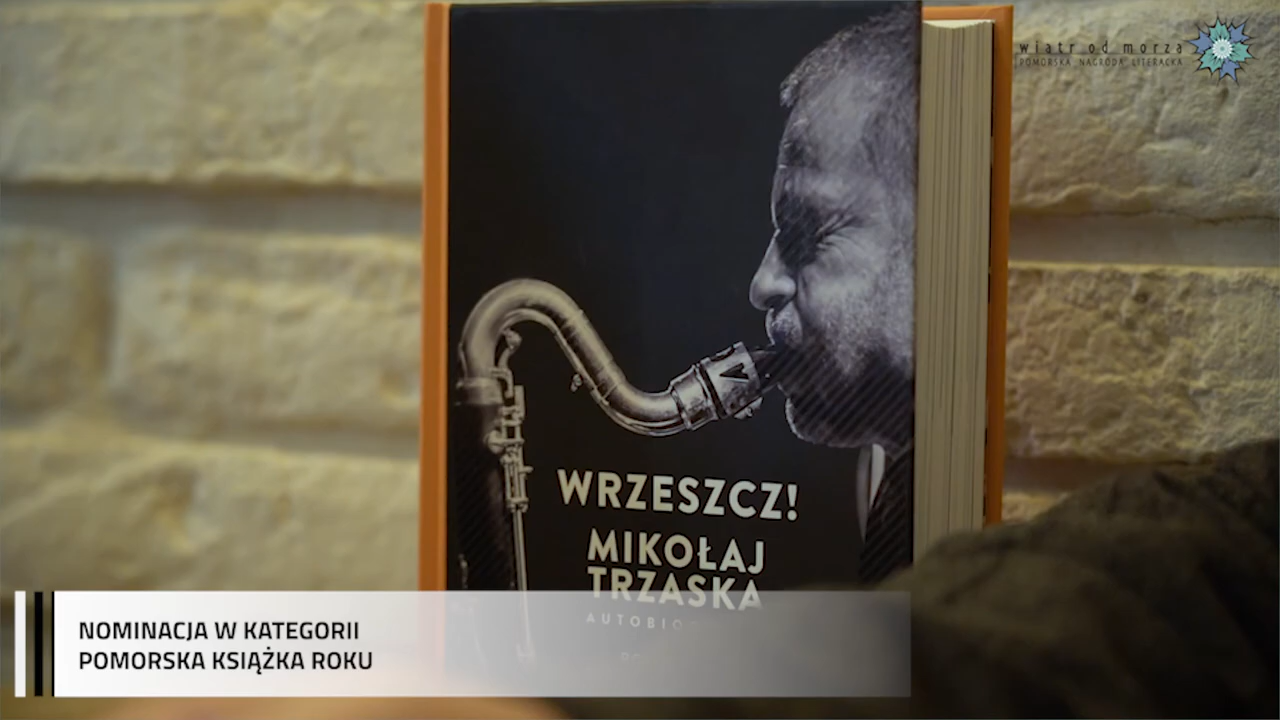 wiatr od morza
POMORSKA NAGRODA LITERACKA
WRZESZCZ!
MIKOŁAJ
TRZASKA
NOMINACJA W KATEGORII
POMORSKA KSIĄŻKA ROKU